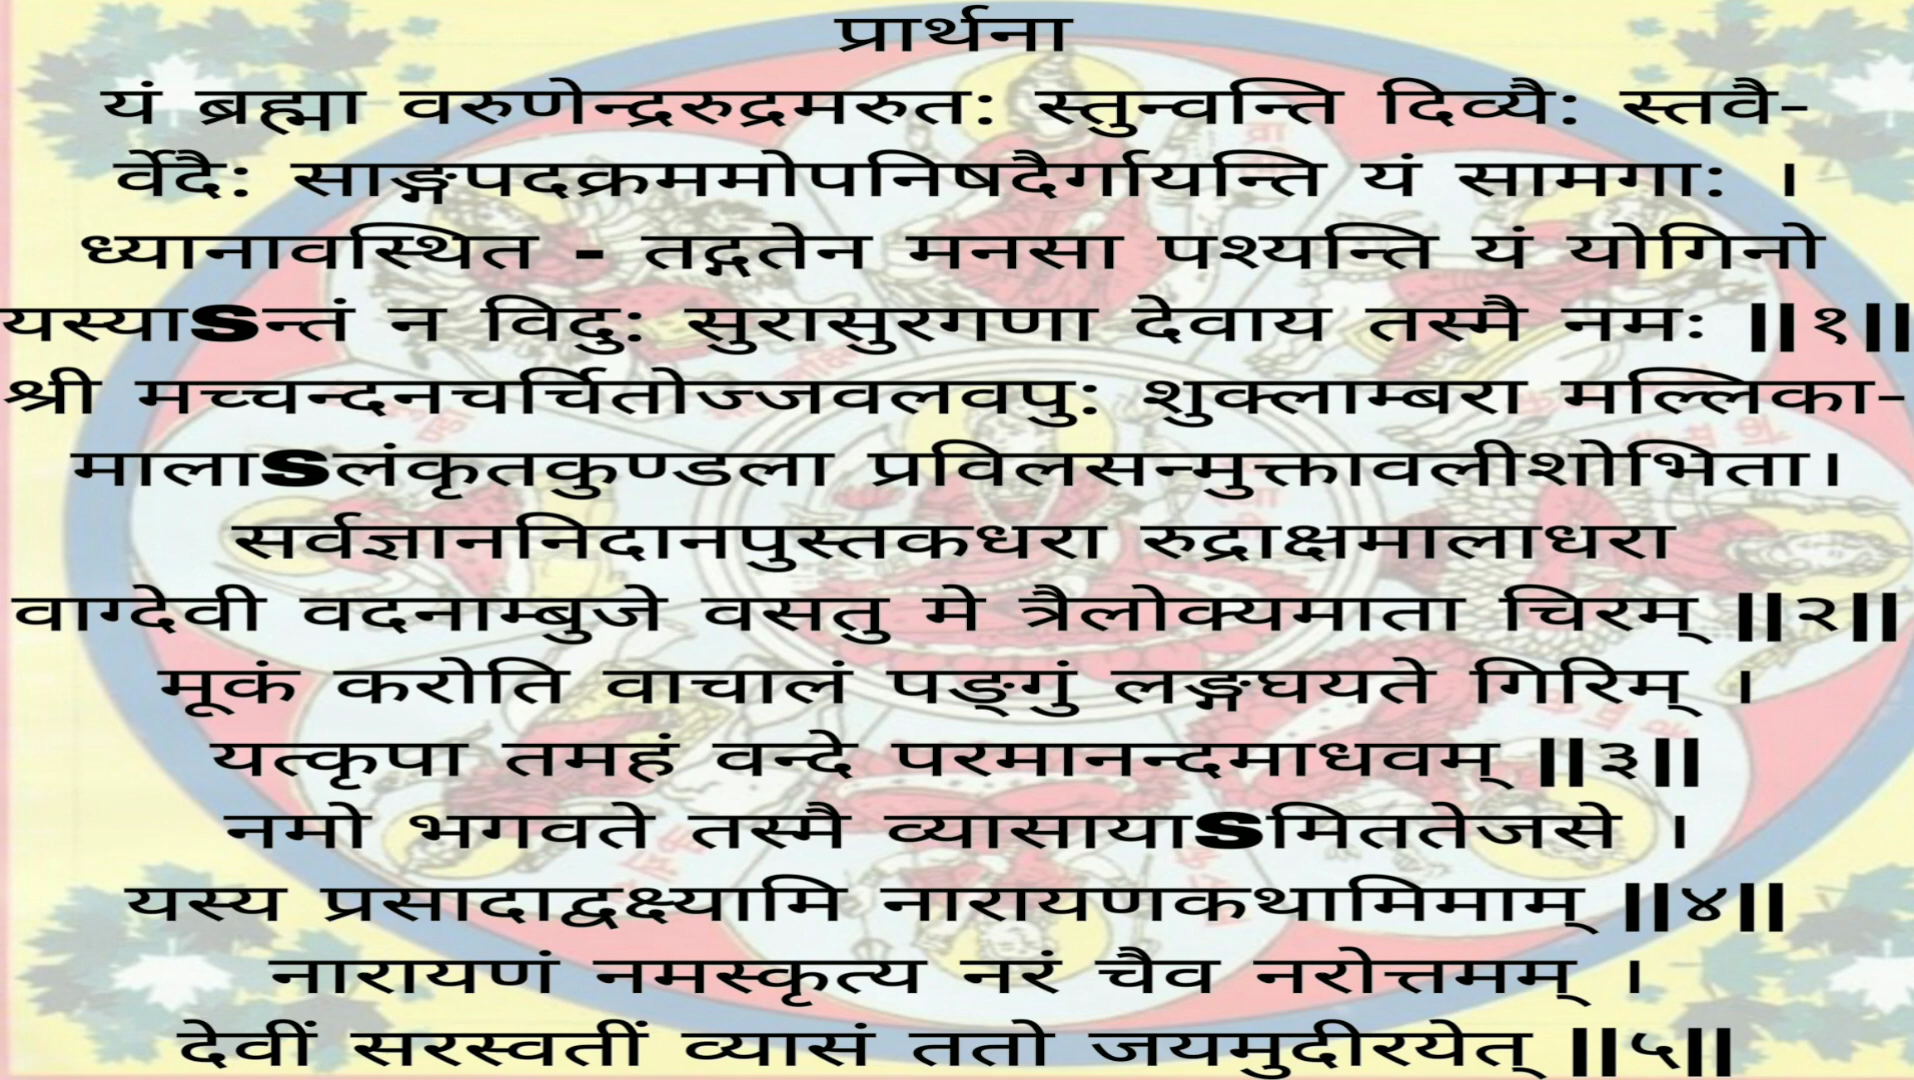 प्रार्थना
यं ब्रह्मा वरुणेन्द्ररुद्रमरुत: स्तुन्वन्ति दिव्यै: स्तवै-
र्वेदै: साङ्गपदक्रममोपनिषदैर्गायन्ति यं सामगा: ।
ध्यानावस्थित - तद्गतेन मनसा पश्यन्ति यं योगिनो
यस्याSन्तं न विदु: सुरासुरगणा देवाय तस्मै नमः ||१||
श्री मच्चन्दनचर्चितोज्जवलवपु: शुक्लाम्बरा मल्लिका-
मालाSलंकृतकुण्डला प्रविलसन्मुक्तावलीशोभिता।
सर्वज्ञाननिदानपुस्तकधरा रुद्राक्षमालाधरा
वाग्देवी वदनाम्बुजे वसतु मे त्रैलोक्यमाता चिरम् ||२||
मूकं करोति वाचालं पङ्गुं लङ्गघयते गिरिम् ।
यत्कृपा तमहं वन्दे परमानन्दमाधवम् ||३||
नमो भगवते तस्मै व्यासायाSमिततेजसे ।
यस्य प्रसादाद्वक्ष्यामि नारायणकथामिमाम् ||४||
नारायणं नमस्कृत्य नरं चैव नरोत्तमम् ।
देवीं सरस्वतीं व्यासं ततो जयमुदीरयेत् ||५||